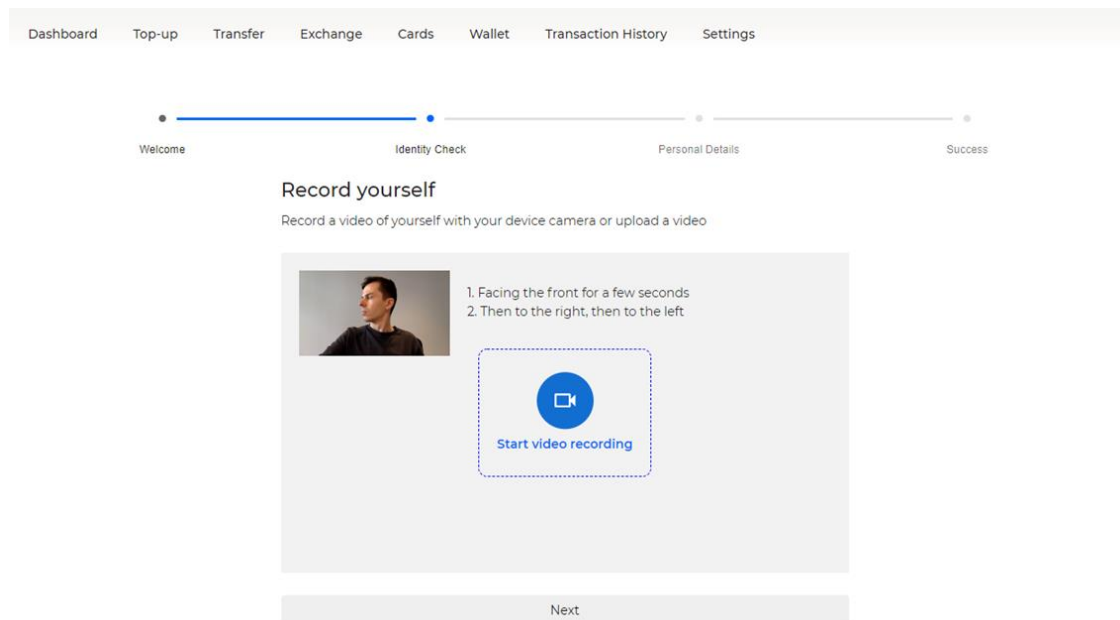 Dashboard Top-up Transfer Exchange Cards Wallet Transaction History Settings
Welcome Identity Check Personal Details Success
Record yourself
Record a video of yourself with your device camera or upload a video
1. Facing the front for a few seconds
2. Then to the right, then to the left
Start video recording
Next